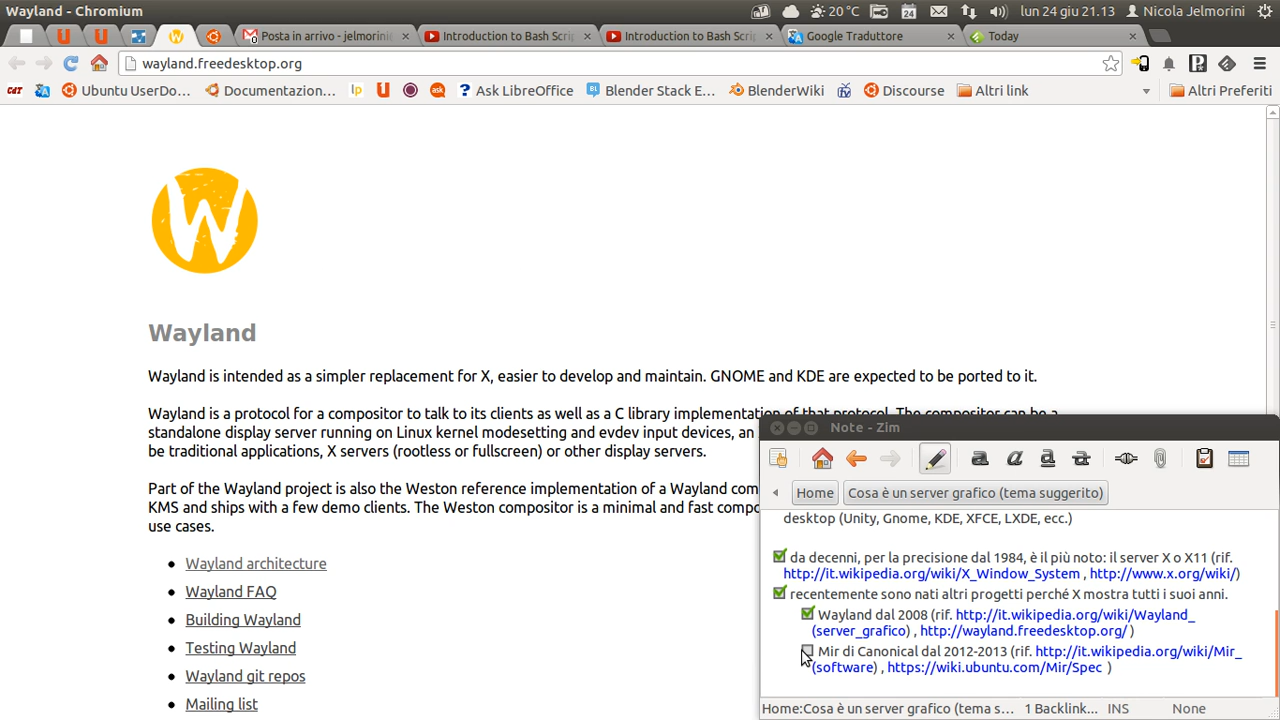 Wayland - Chromium
20 °C
24
lun 24 giu 21.13
Nicola Jelmorini
Posta in arrivo - jelmorini
Introduction to Bash Scrip
Introduction to Bash Scrip
Google Traduttore
Today
wayland.freedesktop.org
CdT
Ubuntu UserDo...
Documentazion...
lp
ask
Ask LibreOffice
Blender Stack E...
BlenderWiki
Discourse
Altri link
Altri Preferiti
W
Wayland
Wayland is intended as a simpler replacement for X, easier to develop and maintain. GNOME and KDE are expected to be ported to it.
Wayland is a protocol for a compositor to talk to its clients as well as a C library implementation of that protocol. The compositor can be a
standalone display server running on Linux kernel modesetting and evdev input devices, an
be traditional applications, X servers (rootless or fullscreen) or other display servers.
Part of the Wayland project is also the Weston reference implementation of a Wayland com
KMS and ships with a few demo clients. The Weston compositor is a minimal and fast compo
use cases.
Wayland architecture
Wayland FAQ
Building Wayland
Testing Wayland
Wayland git repos
Mailing list
Note - Zim
Home
Cosa è un server grafico (tema suggerito)
desktop (Unity, Gnome, KDE, XFCE, LXDE, ecc.)
da decenni, per la precisione dal 1984, è il più noto: il server X o X11 (rif.
http://it.wikipedia.org/wiki/X_Window_System , http://www.x.org/wiki/)
recentemente sono nati altri progetti perché X mostra tutti i suoi anni.
Wayland dal 2008 (rif. http://it.wikipedia.org/wiki/Wayland_
(server_grafico) , http://wayland.freedesktop.org/ )
Mir di Canonical dal 2012-2013 (rif. http://it.wikipedia.org/wiki/Mir_
(software) , https://wiki.ubuntu.com/Mir/Spec )
Home:Cosa è un server grafico (tema s...
1 Backlink...
INS
None